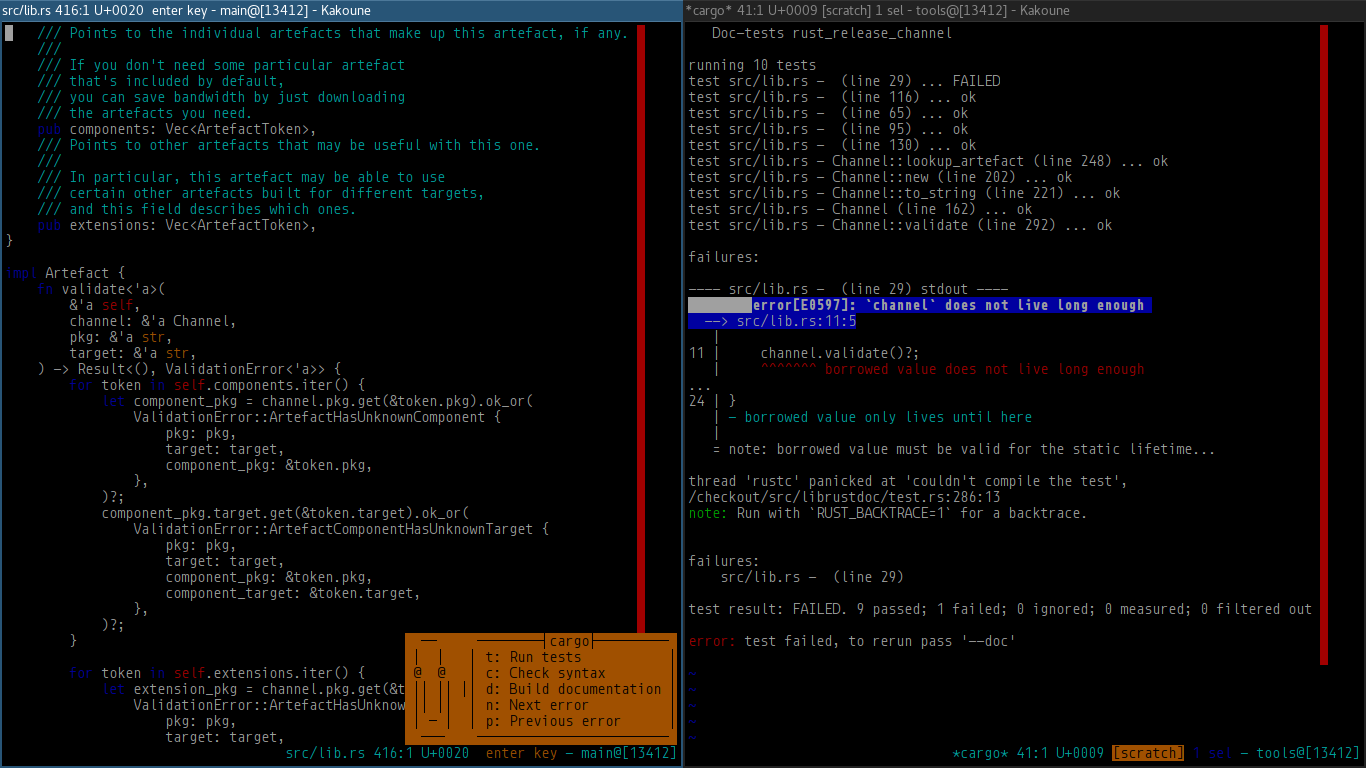 src/lib.rs 416:1 U+0020  enter key - main@[13412] - Kakoune
    /// Points to the individual artefacts that make up this artefact, if any.
    ///
    /// If you don't need some particular artefact
    /// that's included by default,
    /// you can save bandwidth by just downloading
    /// the artefacts you need.
    pub components: Vec<ArtefactToken>,
    /// Points to other artefacts that may be useful with this one.
    ///
    /// In particular, this artefact may be able to use
    /// certain other artefacts built for different targets,
    /// and this field describes which ones.
    pub extensions: Vec<ArtefactToken>,
}
impl Artefact {
    fn validate<'a>(
        &'a self,
        channel: &'a Channel,
        pkg: &'a str,
        target: &'a str,
    ) -> Result<(), ValidationError<'a>> {
        for token in self.components.iter() {
            let component_pkg = channel.pkg.get(&token.pkg).ok_or(
                ValidationError::ArtefactHasUnknownComponent {
                    pkg: pkg,
                    target: target,
                    component_pkg: &token.pkg,
                },
            )?;
            component_pkg.target.get(&token.target).ok_or(
                ValidationError::ArtefactComponentHasUnknownTarget {
                    pkg: pkg,
                    target: target,
                    component_pkg: &token.pkg,
                    component_target: &token.target,
                },
            )?;
        }
        for token in self.extensions.iter() {
            let extension_pkg = channel.pkg.get(&t
                ValidationError::ArtefactHasUnknow
                    pkg: pkg,
                    target: target,
cargo
t: Run tests
@  @
c: Check syntax
d: Build documentation
n: Next error
p: Previous error
src/lib.rs 416:1 U+0020  enter key - main@[13412]
*cargo* 41:1 U+0009 [scratch] 1 sel - tools@[13412] - Kakoune
   Doc-tests rust_release_channel
running 10 tests
test src/lib.rs -  (line 29) ... FAILED
test src/lib.rs -  (line 116) ... ok
test src/lib.rs -  (line 65) ... ok
test src/lib.rs -  (line 95) ... ok
test src/lib.rs -  (line 130) ... ok
test src/lib.rs - Channel::lookup_artefact (line 248) ... ok
test src/lib.rs - Channel::new (line 202) ... ok
test src/lib.rs - Channel::to_string (line 221) ... ok
test src/lib.rs - Channel (line 162) ... ok
test src/lib.rs - Channel::validate (line 292) ... ok
failures:
---- src/lib.rs -  (line 29) stdout ----
        error[E0597]: `channel` does not live long enough
  --> src/lib.rs:11:5
   |
11 |     channel.validate()?;
   |     ^^^^^^^ borrowed value does not live long enough
...
24 | }
   | - borrowed value only lives until here
   |
   = note: borrowed value must be valid for the static lifetime...
thread 'rustc' panicked at 'couldn't compile the test',
/checkout/src/librustdoc/test.rs:286:13
note: Run with `RUST_BACKTRACE=1` for a backtrace.
failures:
    src/lib.rs -  (line 29)
test result: FAILED. 9 passed; 1 failed; 0 ignored; 0 measured; 0 filtered out
error: test failed, to rerun pass '--doc'
~
~
~
~
~
*cargo* 41:1 U+0009 [scratch] 1 sel - tools@[13412]